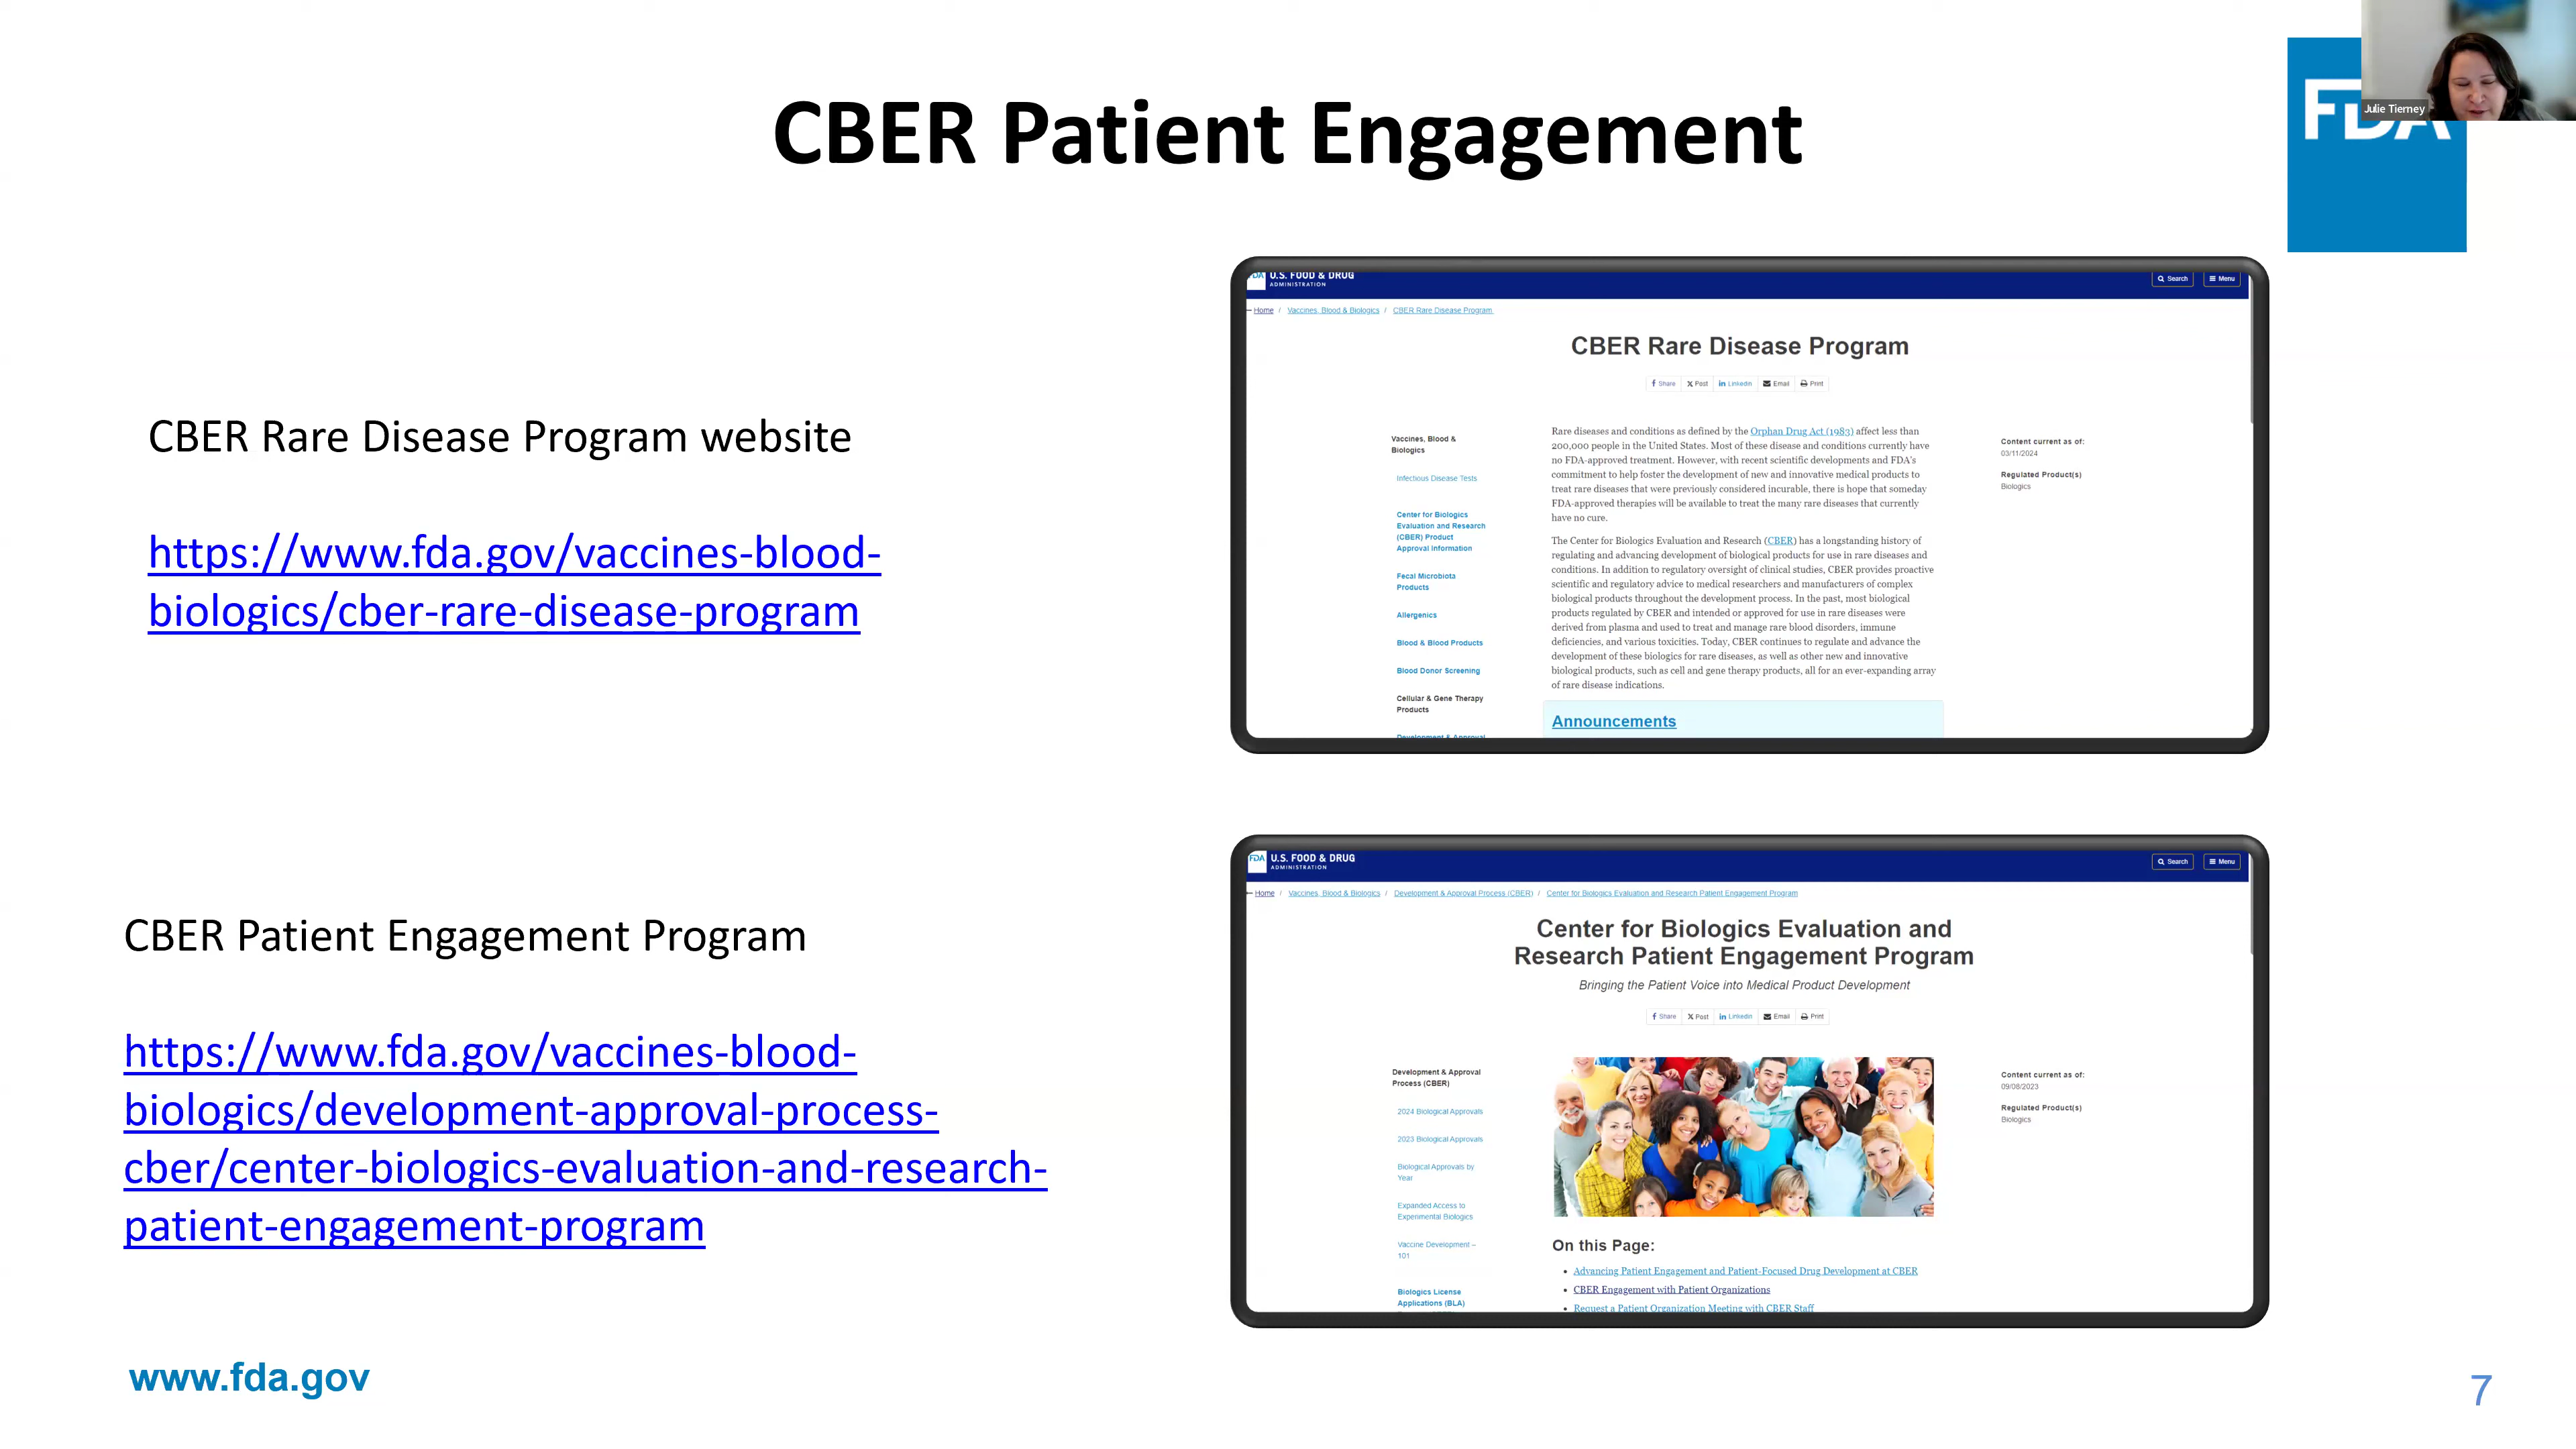 CBER Patient Engagement
FDA
Julie Tierney
CBER Rare Disease Program website
https://www.fda.gov/vaccines-blood-
biologics/cber-rare-disease-program
U.S. FOOD & DRUG
ADMINISTRATION
Search
Menu
Home / Vaccines, Blood & Biologics / CBER Rare Disease Program
CBER Rare Disease Program
Share
Post
Linkedin
Email
Print
Vaccines, Blood &
Biologics
Infectious Disease Tests
Center for Biologics
Evaluation and Research
(CBER) Product
Approval Information
Fecal Microbiota
Products
Allergenics
Blood & Blood Products
Blood Donor Screening
Cellular & Gene Therapy
Products
Development & Approval
Rare diseases and conditions as defined by the Orphan Drug Act (1983) affect less than
200,000 people in the United States. Most of these disease and conditions currently have
no FDA-approved treatment. However, with recent scientific developments and FDA's
commitment to help foster the development of new and innovative medical products to
treat rare diseases that were previously considered incurable, there is hope that someday
FDA-approved therapies will be available to treat the many rare diseases that currently
have no cure.
The Center for Biologics Evaluation and Research (CBER) has a longstanding history of
regulating and advancing development of biological products for use in rare diseases and
conditions. In addition to regulatory oversight of clinical studies, CBER provides proactive
scientific and regulatory advice to medical researchers and manufacturers of complex
biological products throughout the development process. In the past, most biological
products regulated by CBER and intended or approved for use in rare diseases were
derived from plasma and used to treat and manage rare blood disorders, immune
deficiencies, and various toxicities. Today, CBER continues to regulate and advance the
development of these biologics for rare diseases, as well as other new and innovative
biological products, such as cell and gene therapy products, all for an ever-expanding array
of rare disease indications.
Announcements
Content current as of:
03/11/2024
Regulated Product(s)
Biologics
CBER Patient Engagement Program
https://www.fda.gov/vaccines-blood-
biologics/development-approval-process-
cber/center-biologics-evaluation-and-research-
patient-engagement-program
FDA
U.S. FOOD & DRUG
ADMINISTRATION
Search
Menu
Home / Vaccines, Blood & Biologics / Development & Approval Process (CBER) / Center for Biologics Evaluation and Research Patient Engagement Program
Center for Biologics Evaluation and
Research Patient Engagement Program
Bringing the Patient Voice into Medical Product Development
Share
Post
Linkedin
Email
Print
Development & Approval
Process (CBER)
2024 Biological Approvals
2023 Biological Approvals
Biological Approvals by
Year
Expanded Access to
Experimental Biologics
Vaccine Development –
101
Biologics License
Applications (BLA)
On this Page:
• Advancing Patient Engagement and Patient-Focused Drug Development at CBER
• CBER Engagement with Patient Organizations
• Request a Patient Organization Meeting with CBER Staff
Content current as of:
09/08/2023
Regulated Product(s)
Biologics
www.fda.gov
7